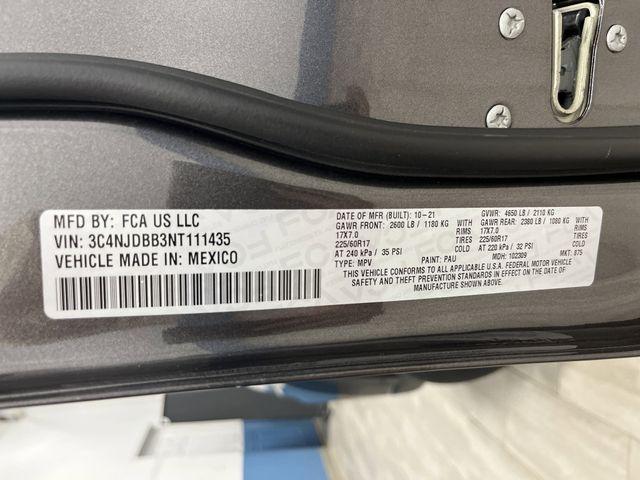 MFD BY: FCA US LLC
VIN: 3C4NJDBB3NT111435
VEHICLE MADE IN: MEXICO
DATE OF MFR (BUILT): 10-21 GVWR: 4650 LB / 2110 KG
GAWR FRONT: 2600 LB / 1180 KG WITH GAWR REAR: 2380 LB / 1080 KG WITH
17X7.0 RIMS 17X7.0 RIMS
225/60R17 TIRES 225/60R17 TIRES
AT 240 kPa / 35 PSI COLD AT 220 kPa / 32 PSI COLD
TYPE: MPV PAINT: PAU MDH: 102309 MKT: 875
THIS VEHICLE CONFORMS TO ALL APPLICABLE U.S. FEDERAL MOTOR VEHICLE
SAFETY AND THEFT PREVENTION STANDARDS IN EFFECT ON THE DATE OF
MANUFACTURE SHOWN ABOVE.